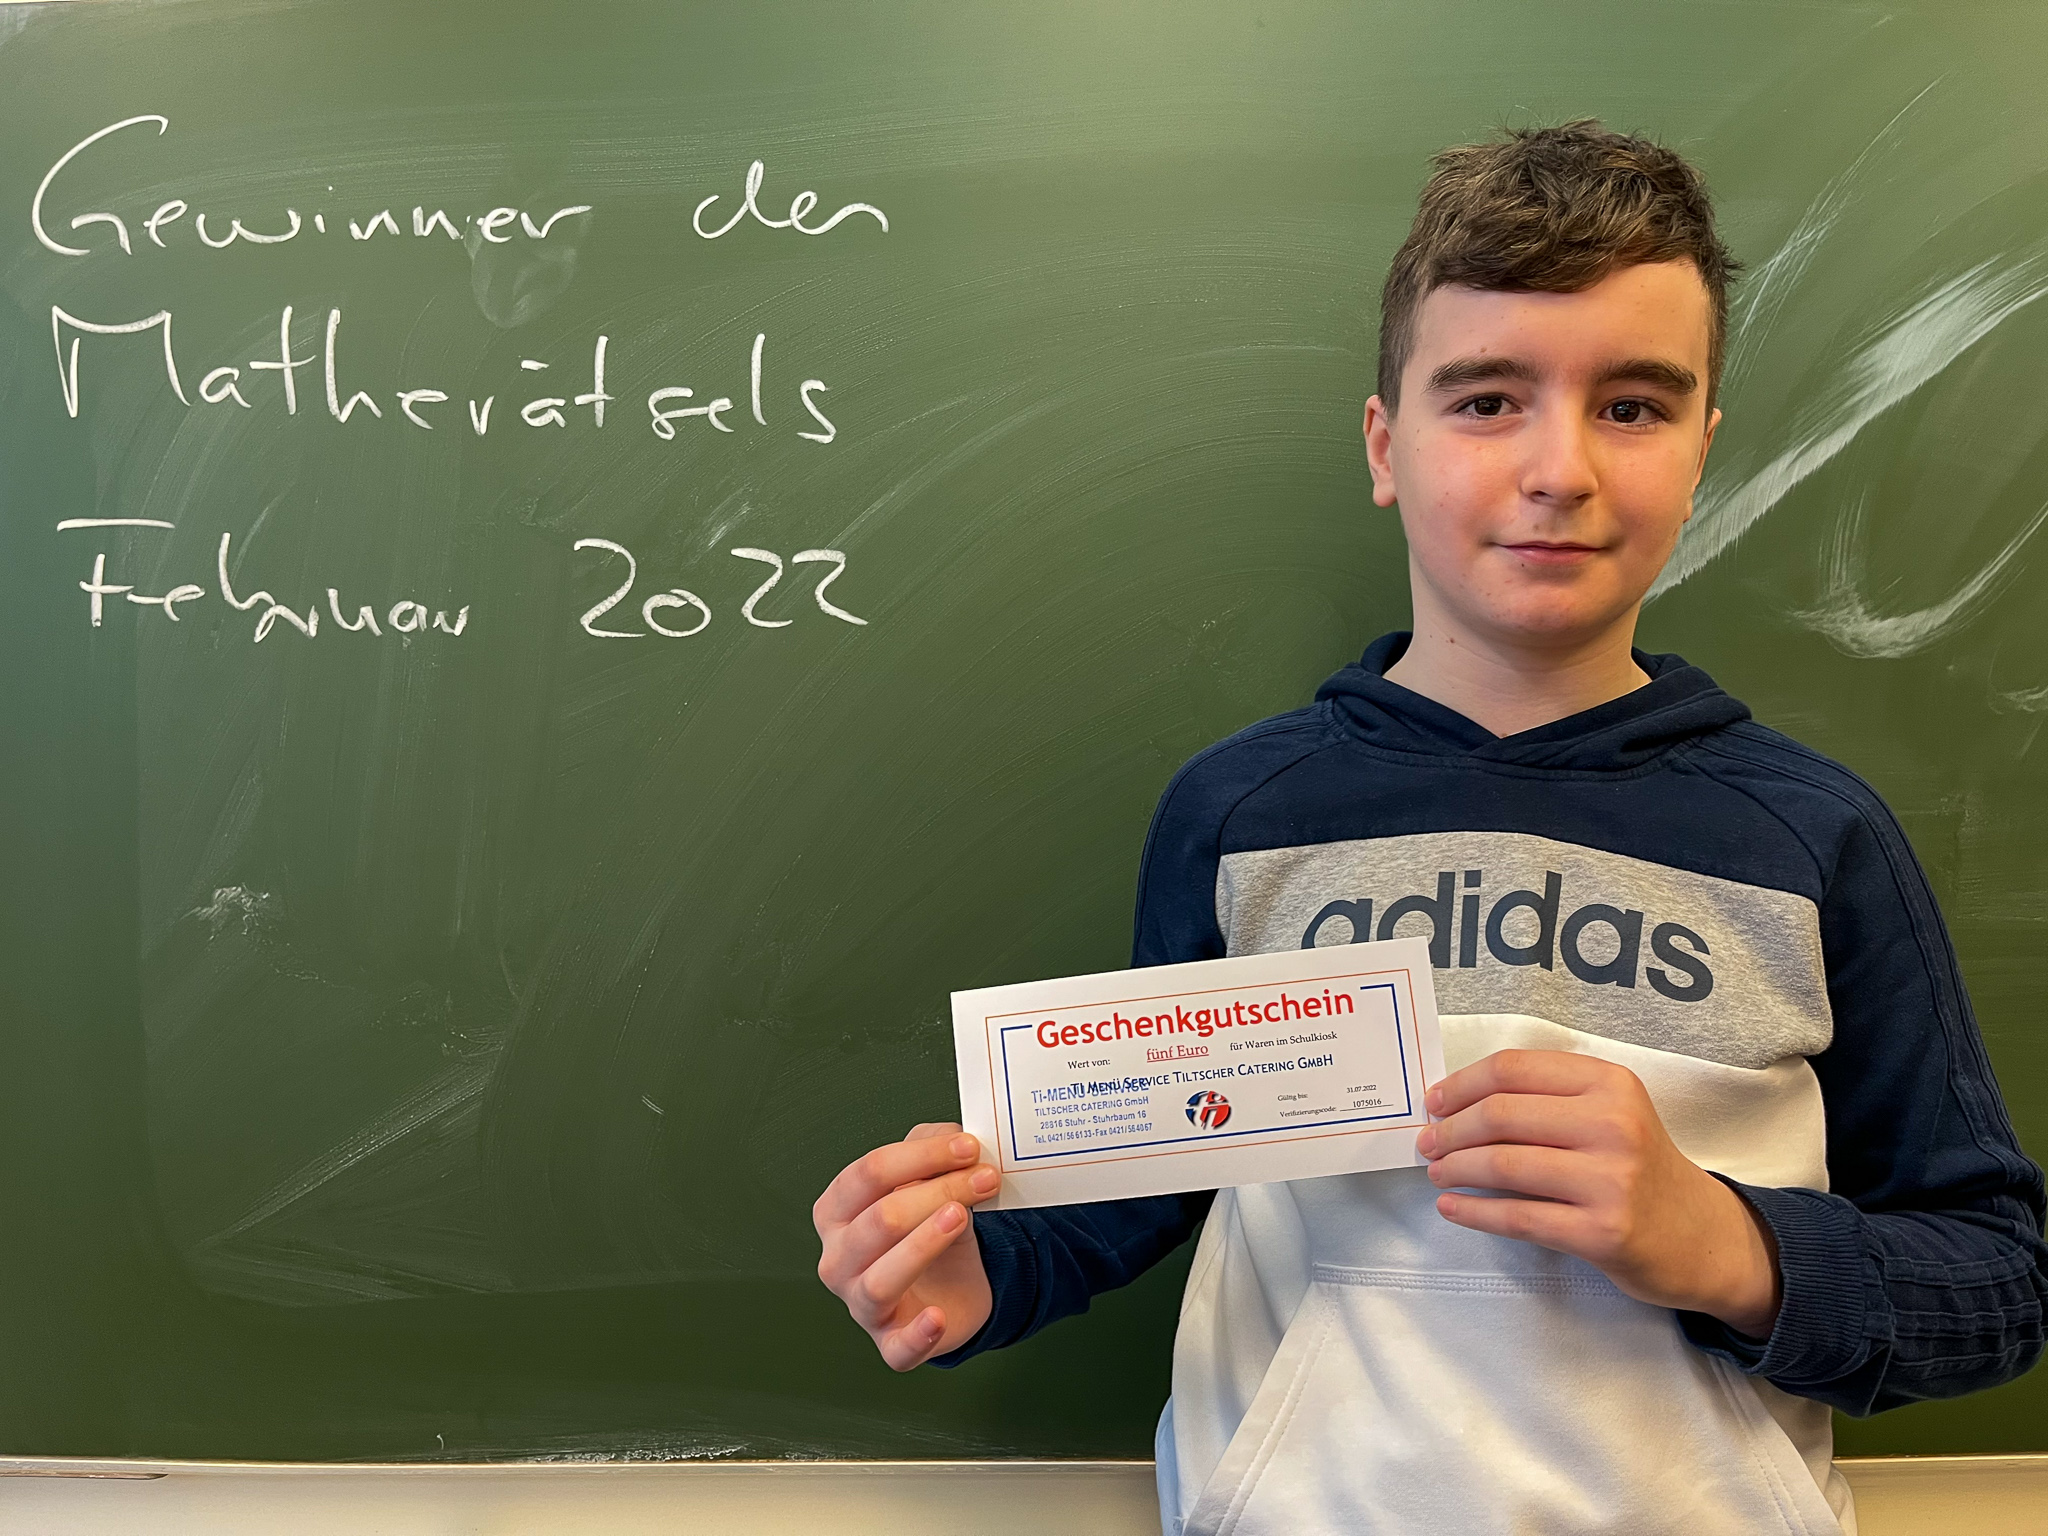 Gewinner des
Matherätsels
Februar 2022
adidas
Geschenkgutschein
Wert von: fünf Euro für Waren im Schulkiosk
TI MENÜ SERVICE TILTSCHER CATERING GMBH
Ti-MENÜ-SERVICE
TILTSCHER CATERING GmbH
28816 Stuhr - Stuhrbaum 16
Tel. 0421/56 61 33 - Fax 0421/56 40 67
Gültig bis: 31.07.2022
Verifizierungscode: 1075016